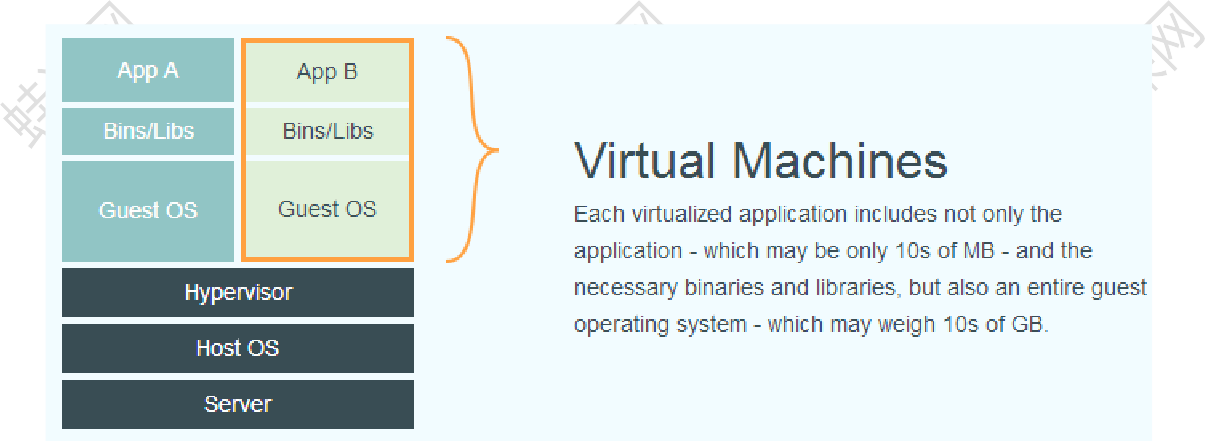 App A
App B
Bins/Libs
Bins/Libs
Guest OS
Guest OS
Hypervisor
Host OS
Server
Virtual Machines
Each virtualized application includes not only the
application - which may be only 10s of MB - and the
necessary binaries and libraries, but also an entire guest
operating system - which may weigh 10s of GB.